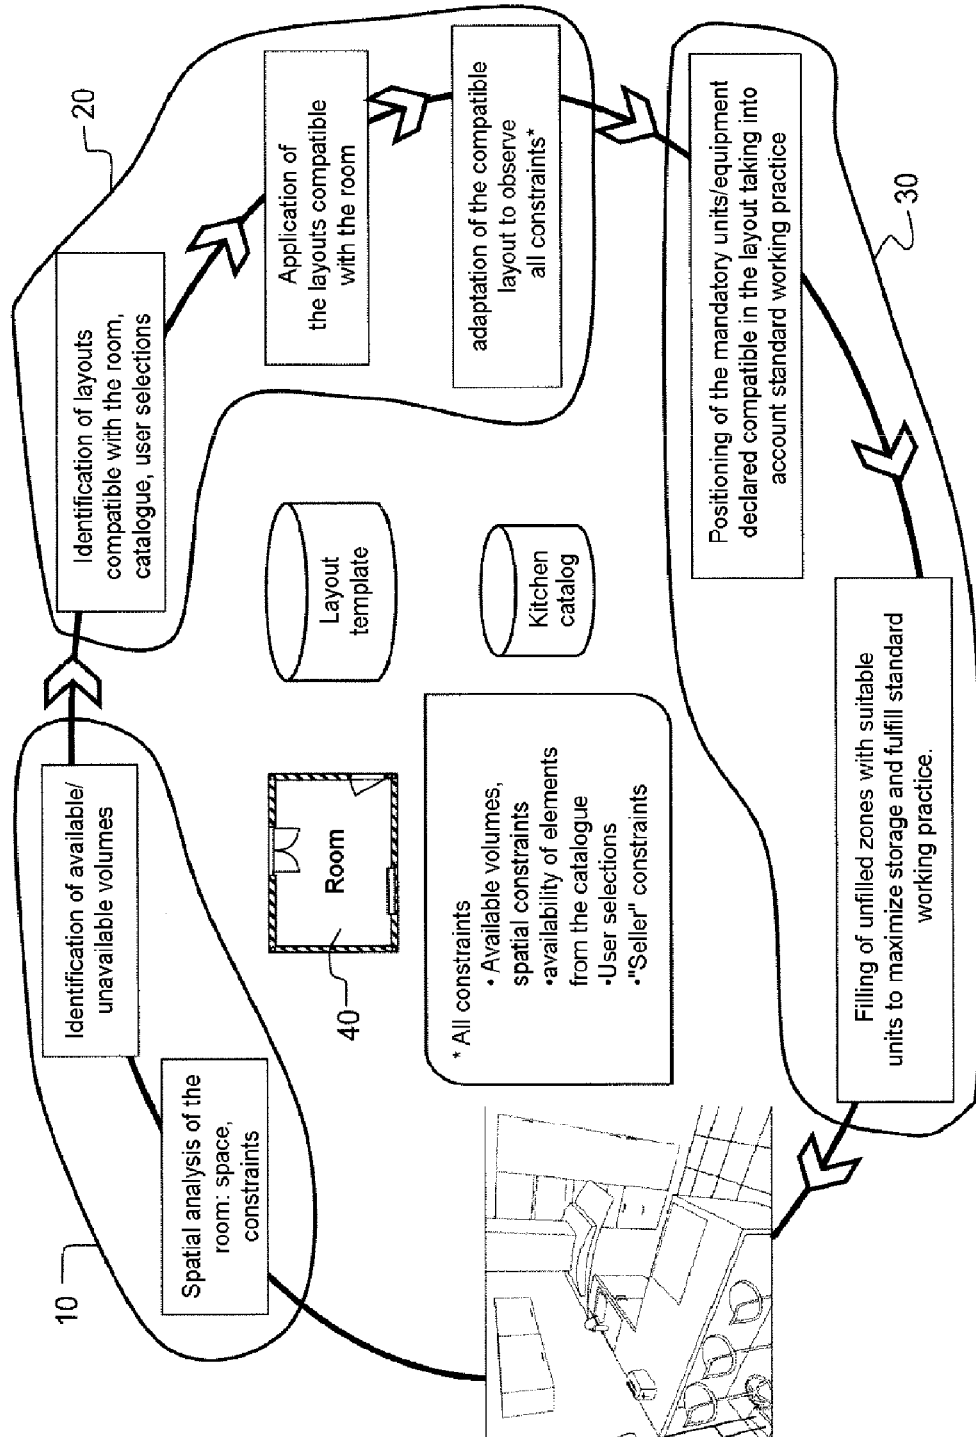 10
Spatial analysis of the
room: space,
constraints
Identification of available/
unavailable volumes
20
Identification of layouts
compatible with the room,
catalogue, user selections
Application of
the layouts compatible
with the room
adaptation of the compatible
layout to observe
all constraints*
40
Room
Layout
template
Kitchen
catalog
* All constraints
• Available volumes,
spatial constraints
•availability of elements
from the catalogue
•User selections
•"Seller" constraints
30
Positioning of the mandatory units/equipment
declared compatible in the layout taking into
account standard working practice
Filling of unfilled zones with suitable
units to maximize storage and fulfill standard
working practice.